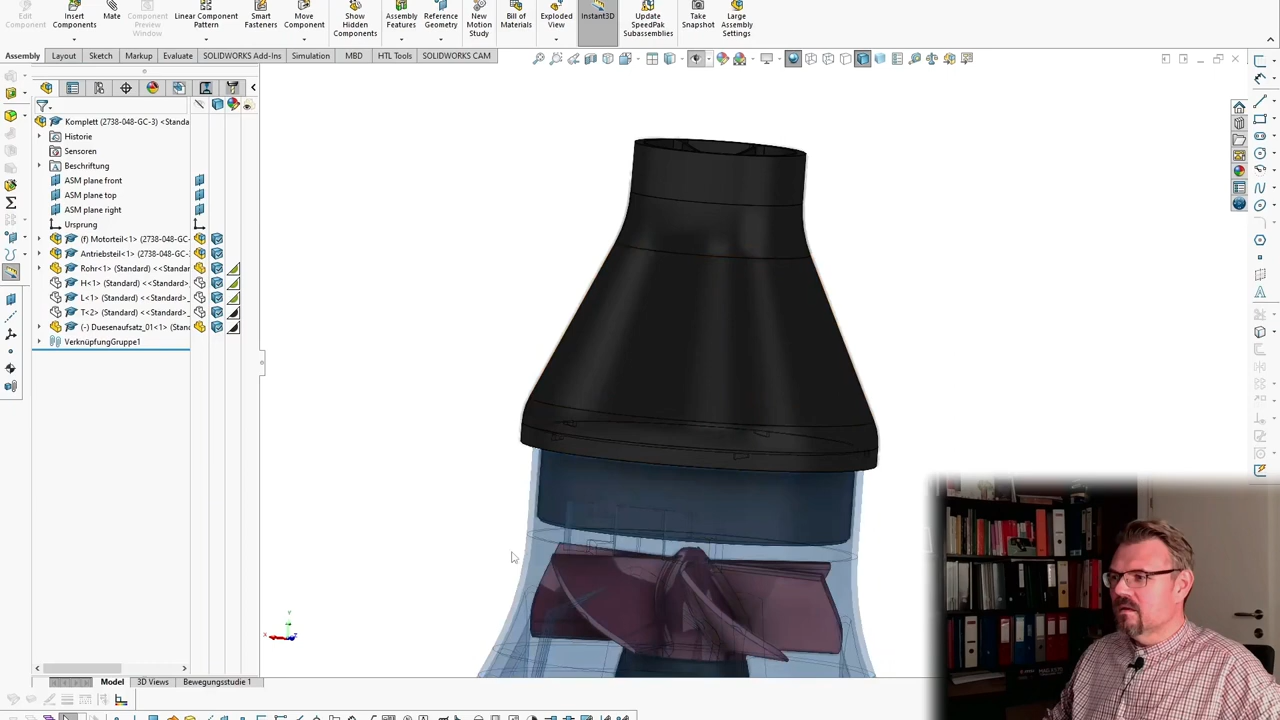 Edit
Component
Insert
Components
Mate
Component
Preview
Window
Linear Component
Pattern
Smart
Fasteners
Move
Component
Show
Hidden
Components
Assembly
Features
Reference
Geometry
New
Motion
Study
Bill of
Materials
Exploded
View
Instant3D
Update
SpeedPak
Subassemblies
Take
Snapshot
Large
Assembly
Settings
Assembly Layout Sketch Markup Evaluate SOLIDWORKS Add-Ins Simulation MBD HTL Tools SOLIDWORKS CAM
Komplett (2738-048-GC-3) <Standa
Historie
Sensoren
Beschriftung
ASM plane front
ASM plane top
ASM plane right
Ursprung
(f) Motorteil<1> (2738-048-GC-
Antriebsteil<1> (2738-048-GC-
Rohr<1> (Standard) <<Standa
H<1> (Standard) <<Standard>
L<1> (Standard) <<Standard>_
T<2> (Standard) <<Standard>_
(-) Duesenaufsatz_01<1> (Stan
VerknüpfungGruppe1
Y
X
Z
Model 3D Views Bewegungsstudie 1